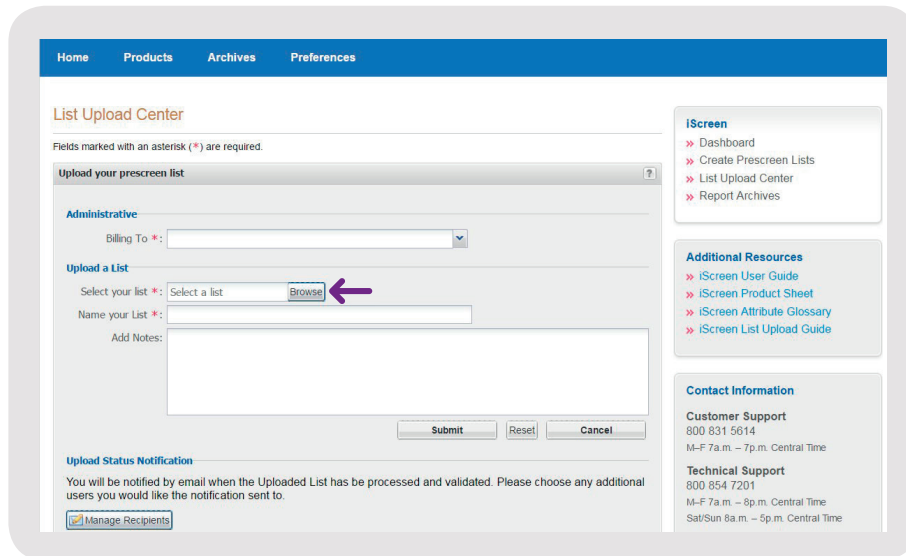 Home Products Archives Preferences
List Upload Center
Fields marked with an asterisk (*) are required.
Upload your prescreen list
?
Administrative
Billing To *:
Upload a List
Select your list *: Select a list Browse
Name your List *:
Add Notes:
Submit Reset Cancel
Upload Status Notification
You will be notified by email when the Uploaded List has be processed and validated. Please choose any additional
users you would like the notification sent to.
Manage Recipients
iScreen
» Dashboard
» Create Prescreen Lists
» List Upload Center
» Report Archives
Additional Resources
» iScreen User Guide
» iScreen Product Sheet
» iScreen Attribute Glossary
» iScreen List Upload Guide
Contact Information
Customer Support
800 831 5614
M–F 7a.m. – 7p.m. Central Time
Technical Support
800 854 7201
M–F 7a.m. – 8p.m. Central Time
Sat/Sun 8a.m. – 5p.m. Central Time